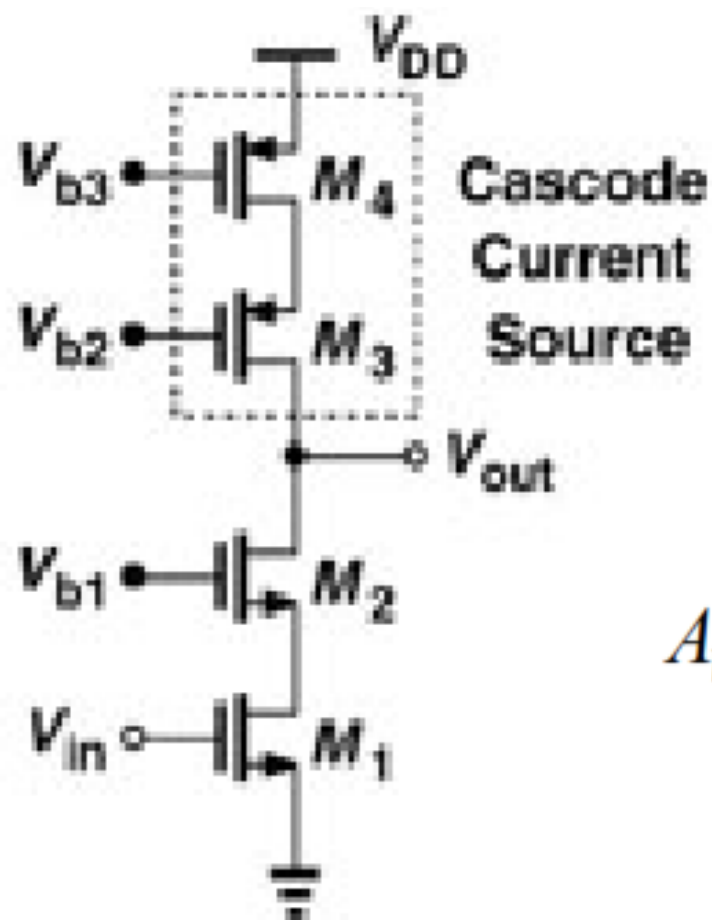 V_DD
V_b3
M_4
Cascode
Current
Source
V_b2
M_3
V_out
V_b1
M_2
V_in
M_1
A